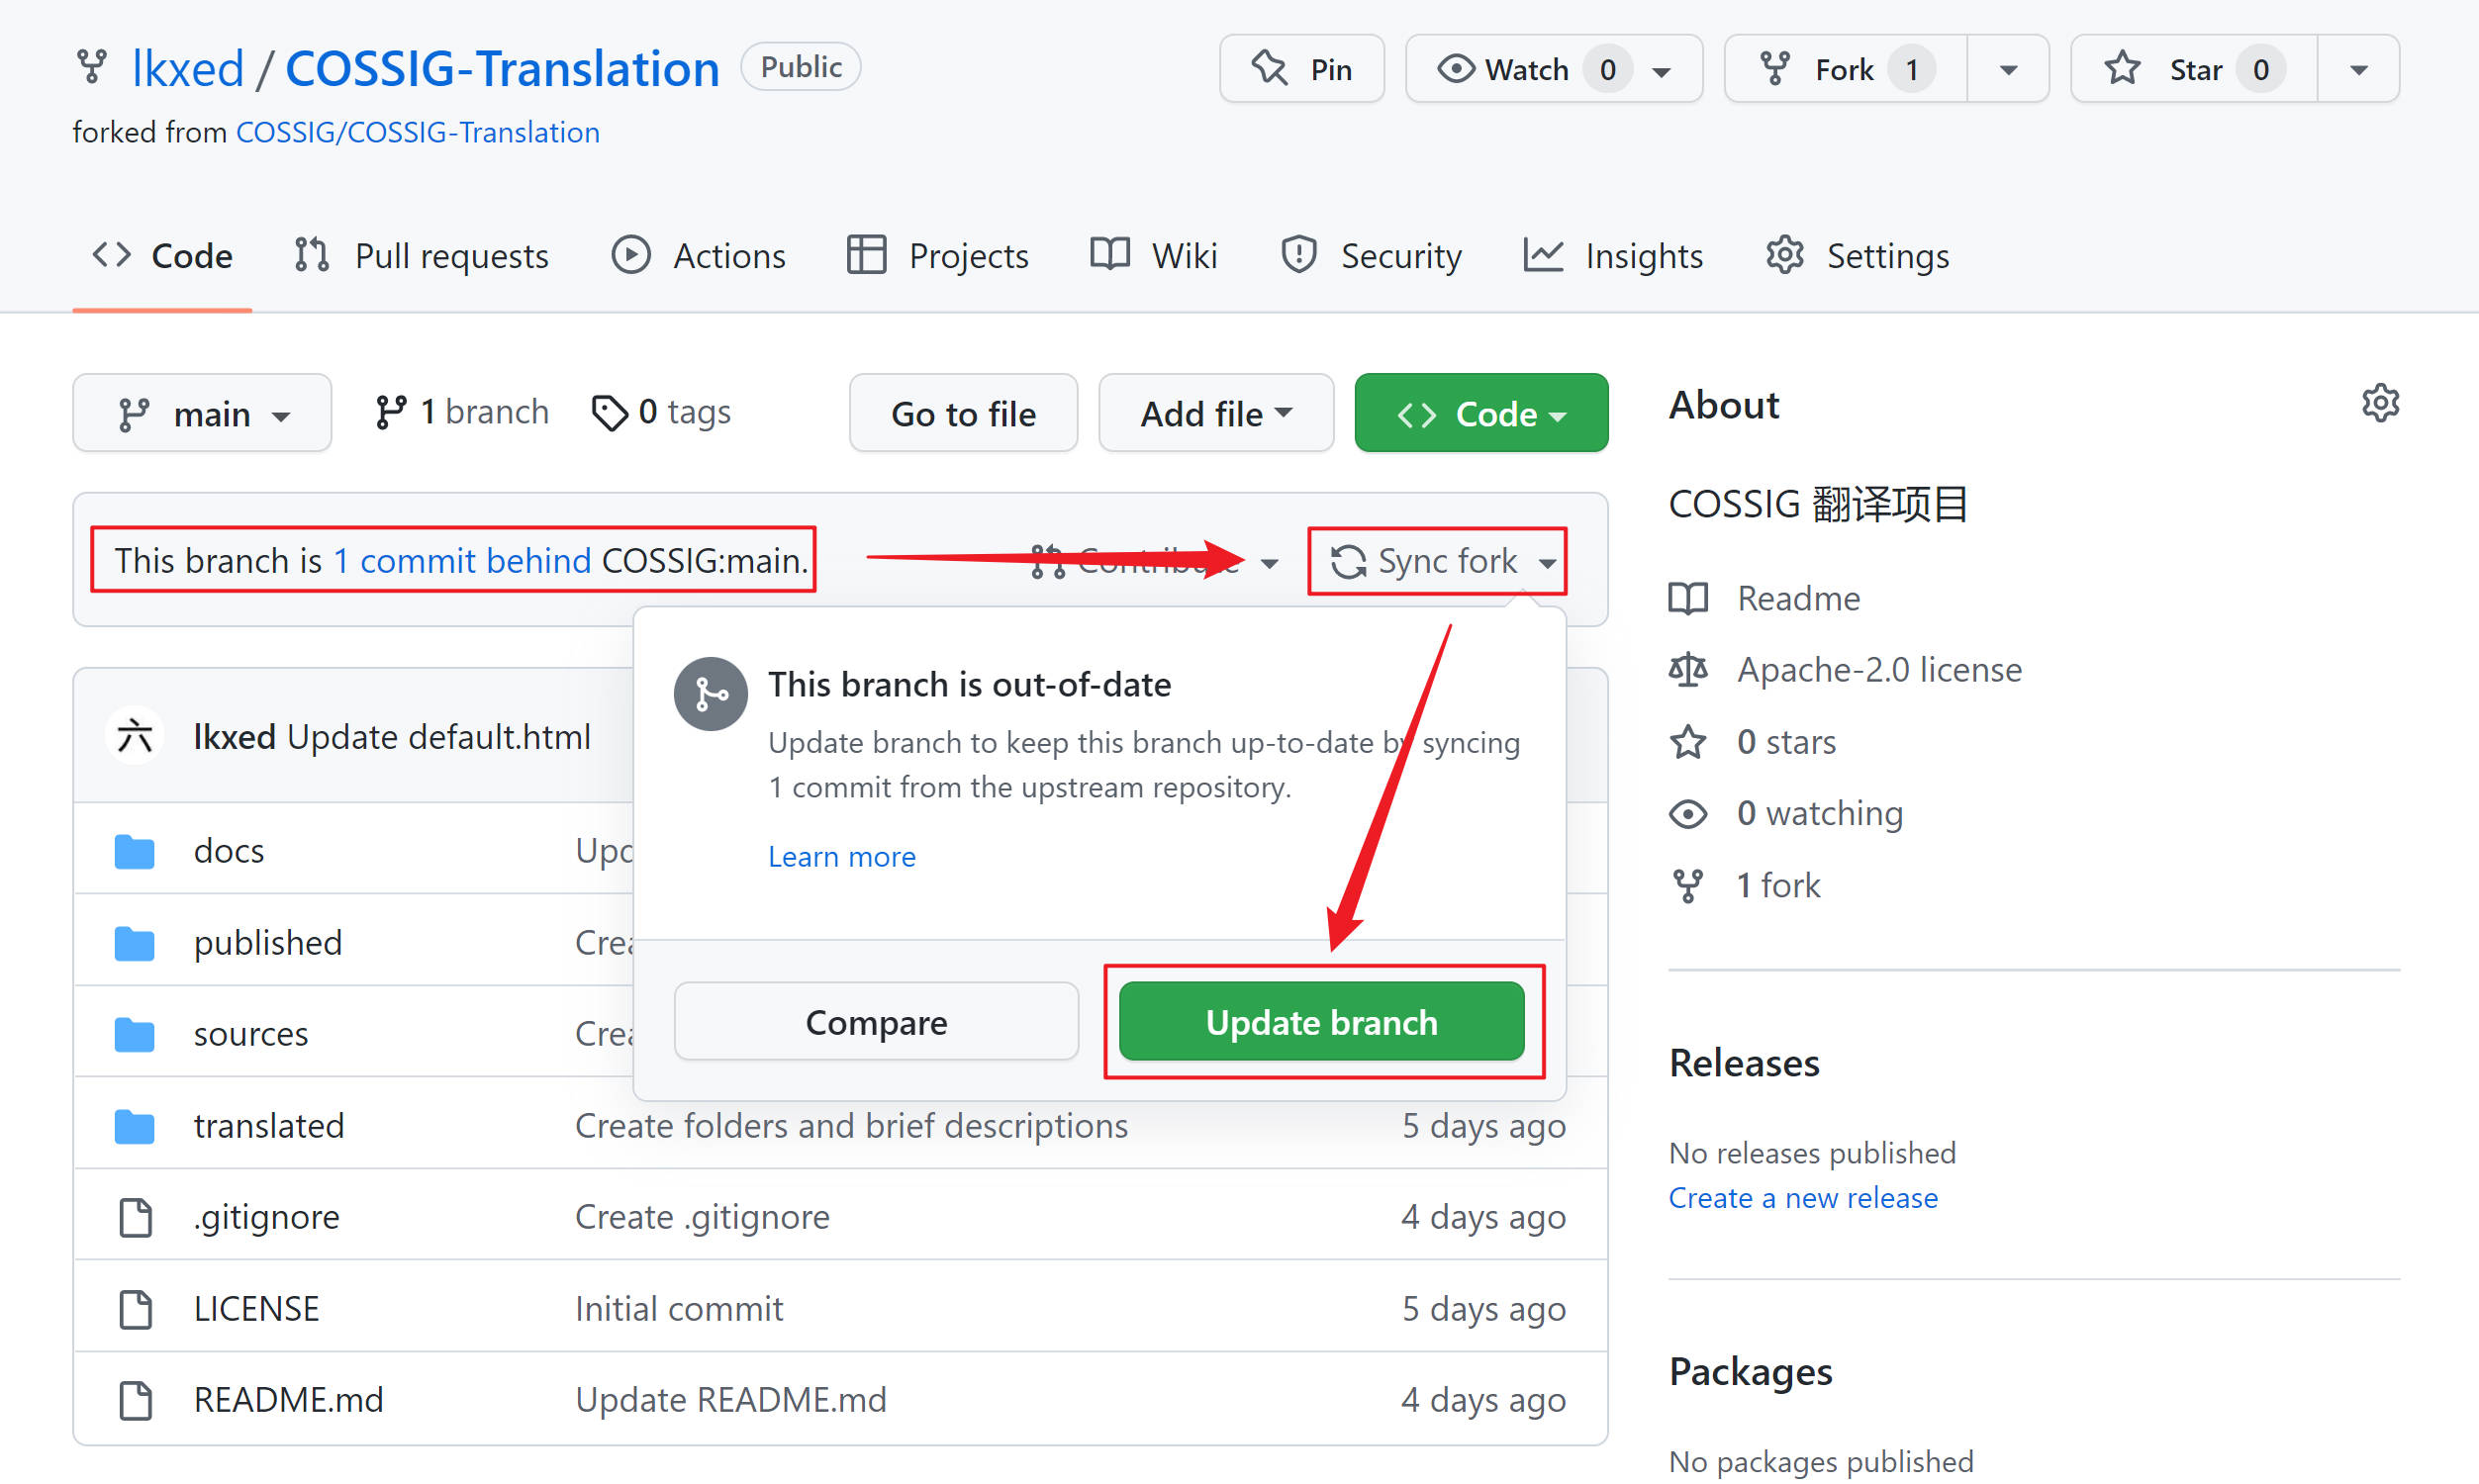 lkxed / COSSIG-Translation Public
Pin
Watch 0
Fork 1
Star 0
forked from COSSIG/COSSIG-Translation
Code
Pull requests
Actions
Projects
Wiki
Security
Insights
Settings
main
1 branch
0 tags
Go to file
Add file
Code
This branch is 1 commit behind COSSIG:main.
Contribute
Sync fork
This branch is out-of-date
Update branch to keep this branch up-to-date by syncing
1 commit from the upstream repository.
Learn more
Compare
Update branch
六
lkxed Update default.html
docs
published
sources
translated Create folders and brief descriptions 5 days ago
.gitignore Create .gitignore 4 days ago
LICENSE Initial commit 5 days ago
README.md Update README.md 4 days ago
About
COSSIG 翻译项目
Readme
Apache-2.0 license
0 stars
0 watching
1 fork
Releases
No releases published
Create a new release
Packages
No packages published